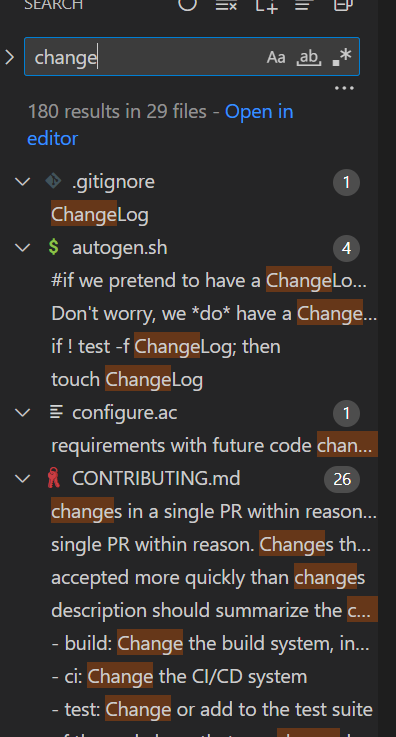 SEARCH
change
Aa ab .*
180 results in 29 files - Open in
editor
.gitignore 1
ChangeLog
autogen.sh 4
#if we pretend to have a ChangeLo...
Don't worry, we *do* have a Change...
if ! test -f ChangeLog; then
touch ChangeLog
configure.ac 1
requirements with future code chan...
CONTRIBUTING.md 26
changes in a single PR within reason...
single PR within reason. Changes th...
accepted more quickly than changes
description should summarize the c...
- build: Change the build system, in...
- ci: Change the CI/CD system
- test: Change or add to the test suite